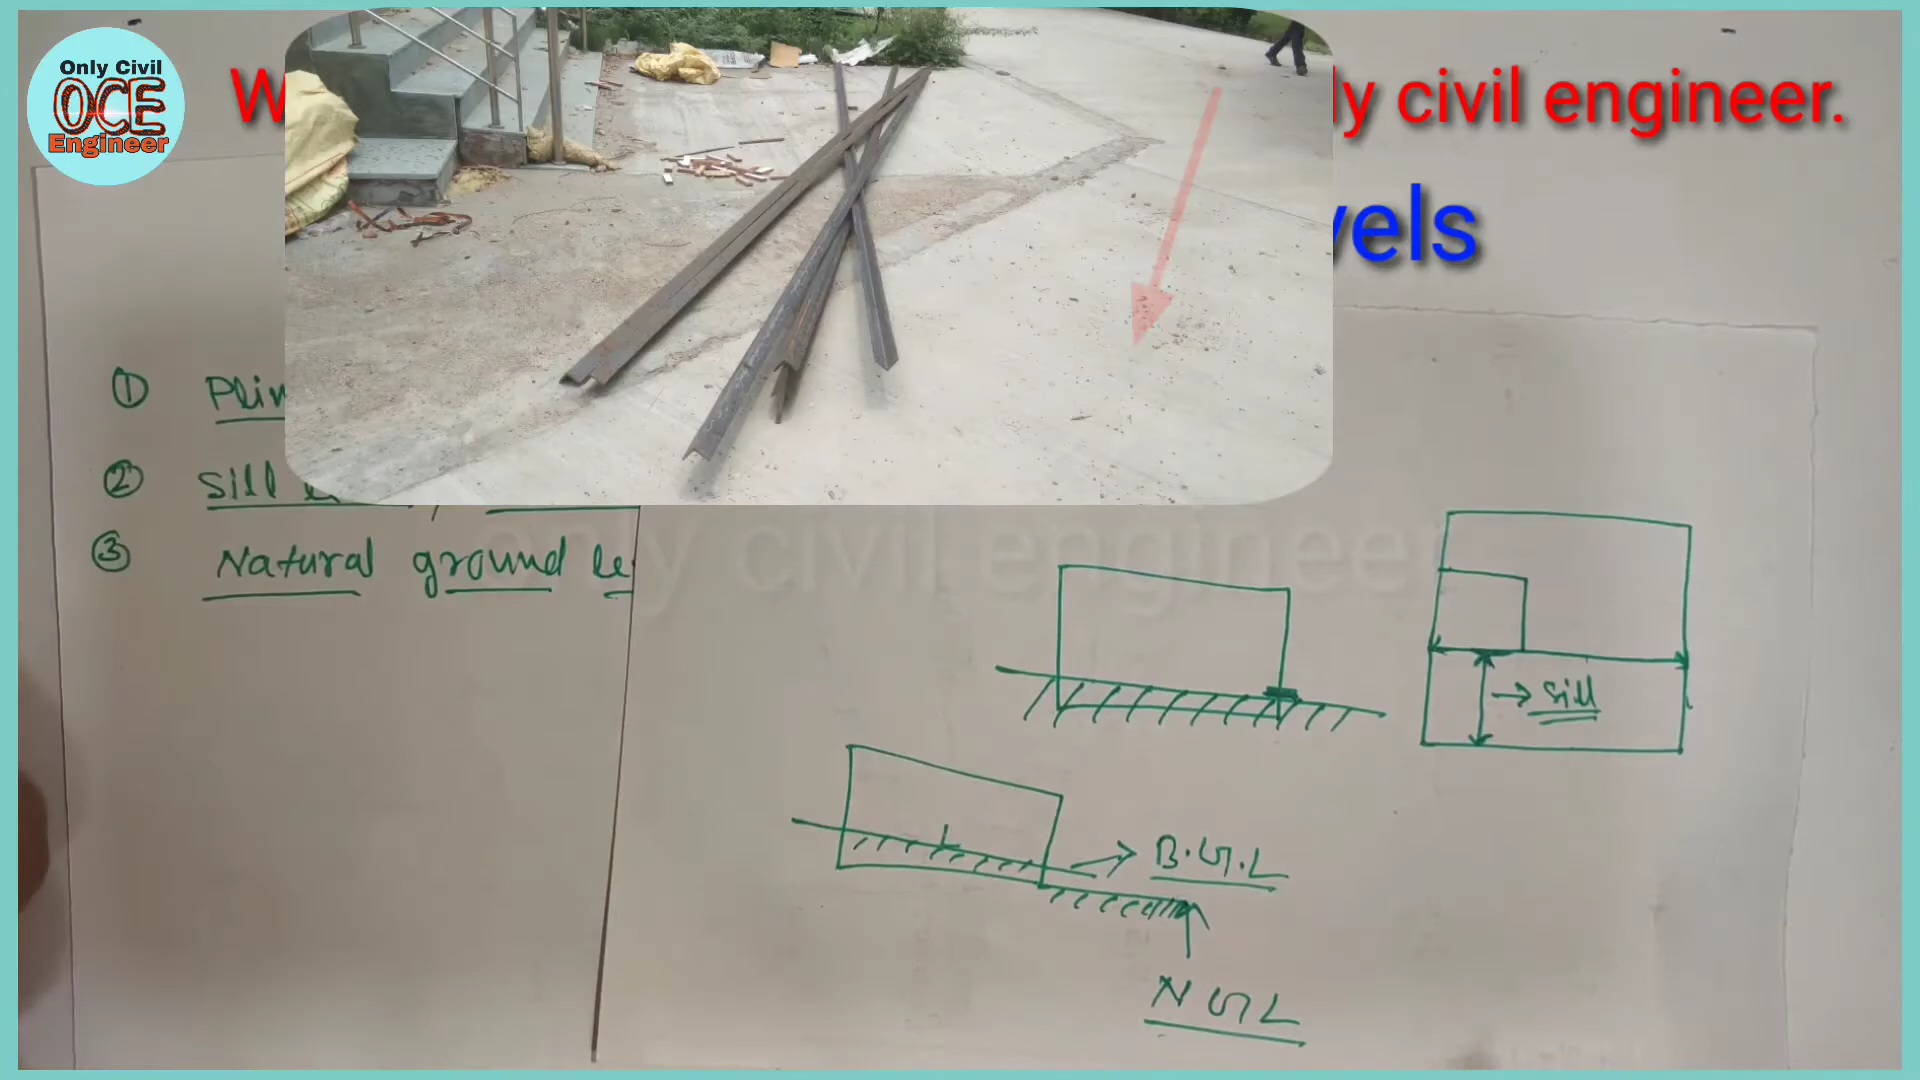 Only Civil
OCE
Engineer
ly civil engineer.
vels
① Plin
② Sill
③ Natural ground le
only civil engineer
→ Sill
B.G.L
N G L